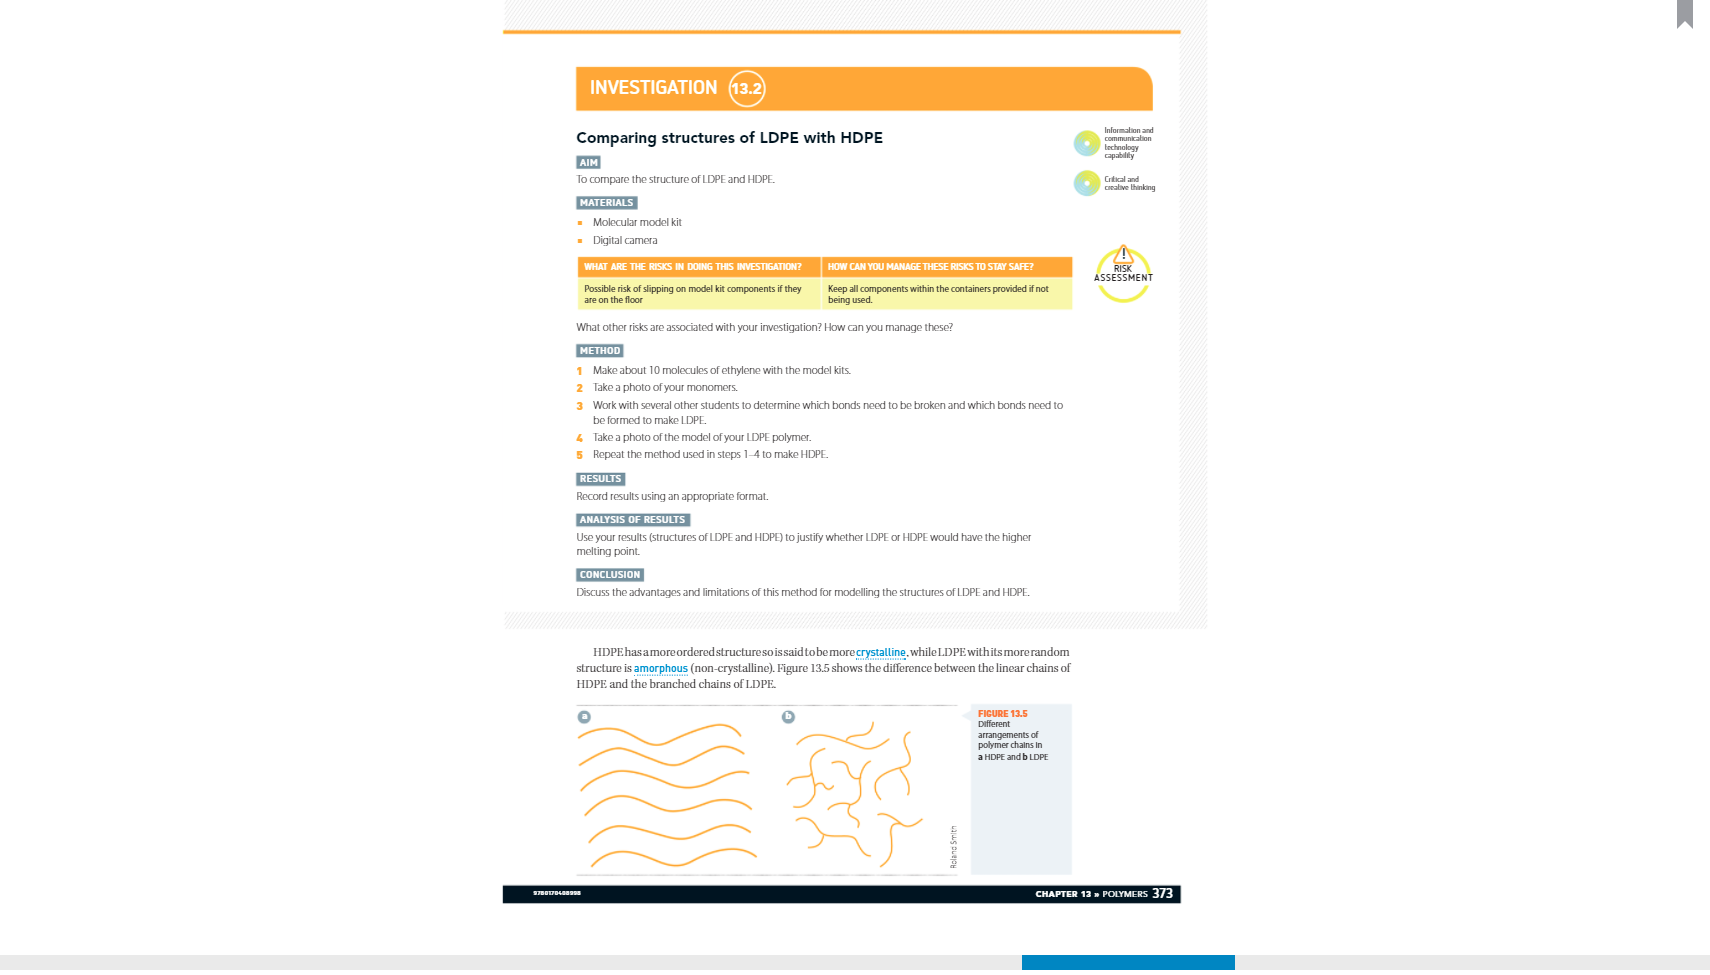 INVESTIGATION 13.2
Comparing structures of LDPE with HDPE
Information and
communication
technology
capability
Critical and
creative thinking
AIM
To compare the structure of LDPE and HDPE.
MATERIALS
Molecular model kit
Digital camera
WHAT ARE THE RISKS IN DOING THIS INVESTIGATION?
HOW CAN YOU MANAGE THESE RISKS TO STAY SAFE?
Possible risk of slipping on model kit components if they
are on the floor
Keep all components within the containers provided if not
being used.
!
RISK
ASSESSMENT
What other risks are associated with your investigation? How can you manage these?
METHOD
1 Make about 10 molecules of ethylene with the model kits.
2 Take a photo of your monomers.
3 Work with several other students to determine which bonds need to be broken and which bonds need to
be formed to make LDPE.
4 Take a photo of the model of your LDPE polymer.
5 Repeat the method used in steps 1–4 to make HDPE.
RESULTS
Record results using an appropriate format.
ANALYSIS OF RESULTS
Use your results (structures of LDPE and HDPE) to justify whether LDPE or HDPE would have the higher
melting point.
CONCLUSION
Discuss the advantages and limitations of this method for modelling the structures of LDPE and HDPE.
HDPE has a more ordered structure so is said to be more crystalline, while LDPE with its more random
structure is amorphous (non-crystalline). Figure 13.5 shows the difference between the linear chains of
HDPE and the branched chains of LDPE.
a
b
Roland Smith
FIGURE 13.5
Different
arrangements of
polymer chains in
a HDPE and b LDPE
9780170408998
CHAPTER 13 » POLYMERS 373